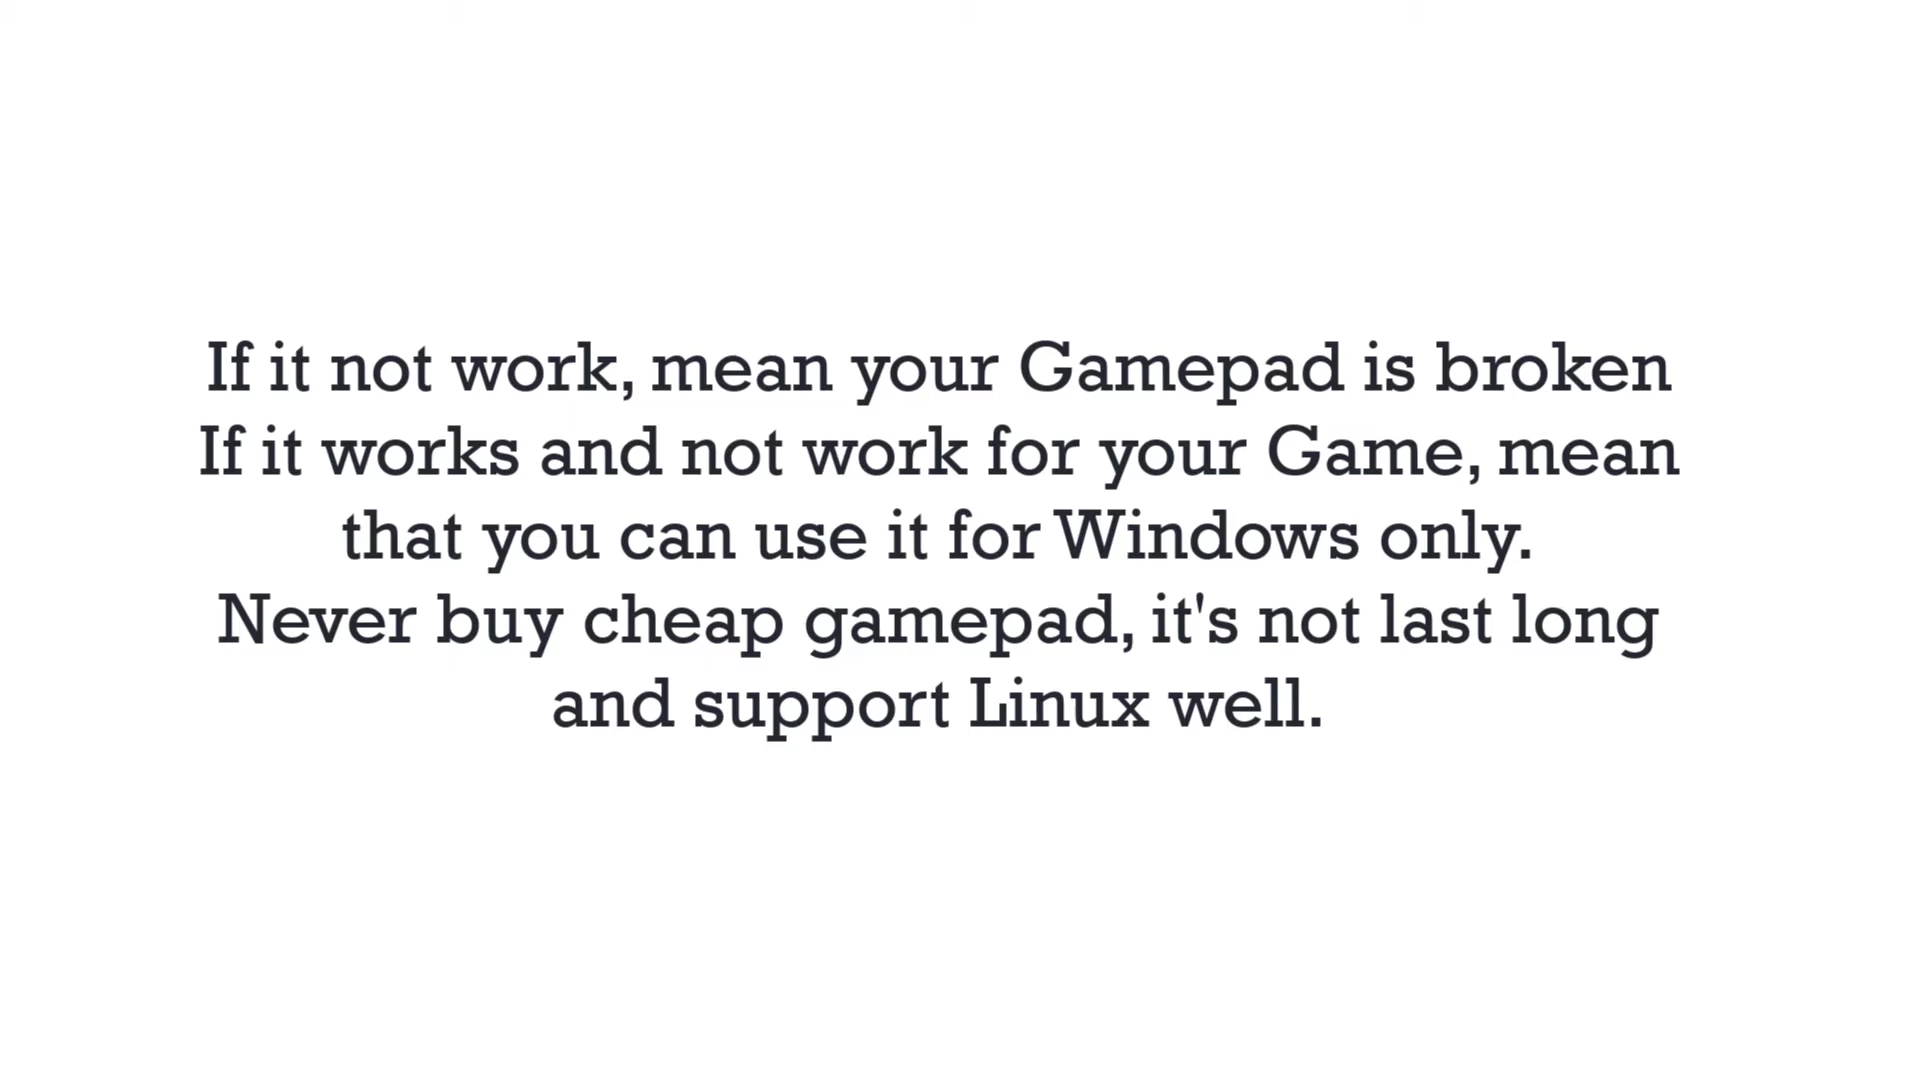 If it not work, mean your Gamepad is broken
If it works and not work for your Game, mean
that you can use it for Windows only.
Never buy cheap gamepad, it's not last long
and support Linux well.